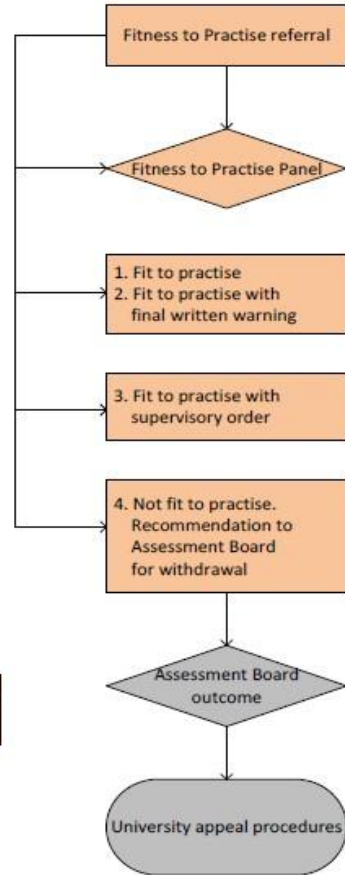 Fitness to Practise referral
Fitness to Practise Panel
1. Fit to practise
2. Fit to practise with
final written warning
3. Fit to practise with
supervisory order
4. Not fit to practise.
Recommendation to
Assessment Board
for withdrawal
Assessment Board
outcome
University appeal procedures